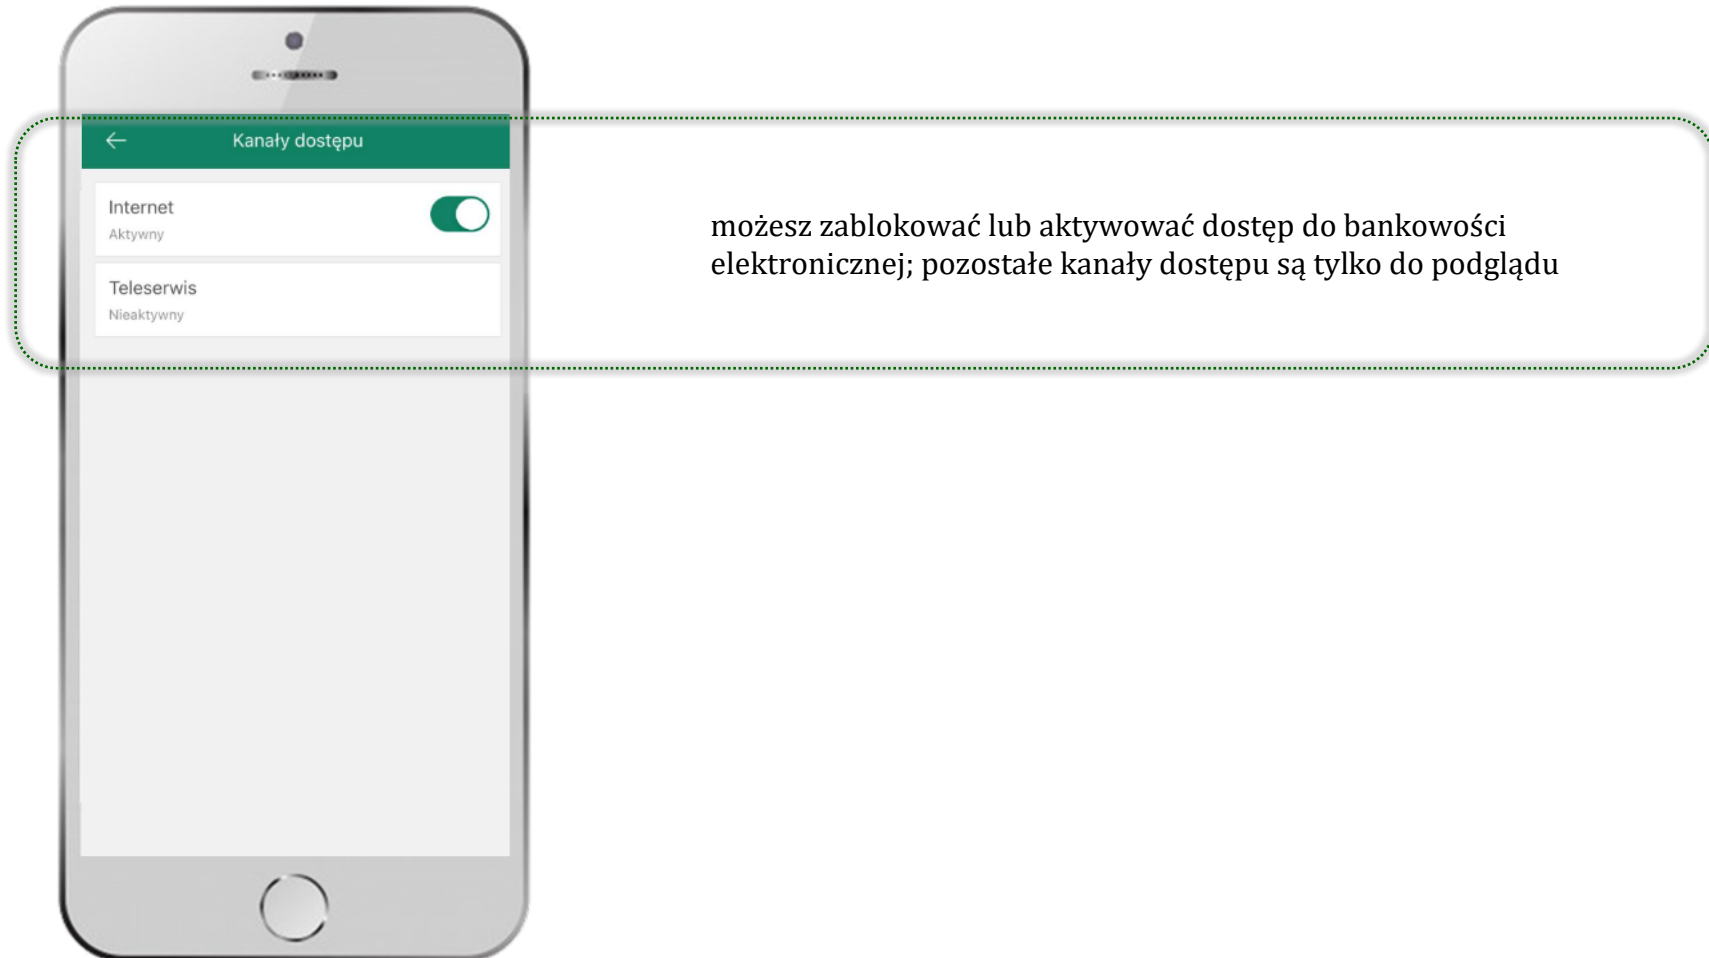 Kanały dostępu
Internet
Aktywny
Teleserwis
Nieaktywny
możesz zablokować lub aktywować dostęp do bankowości
elektronicznej; pozostałe kanały dostępu są tylko do podglądu